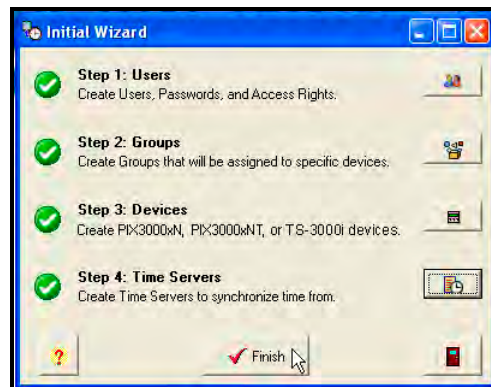 Initial Wizard
Step 1: Users
Create Users, Passwords, and Access Rights.
Step 2: Groups
Create Groups that will be assigned to specific devices.
Step 3: Devices
Create PIX3000xN, PIX3000xNT, or TS-3000i devices.
Step 4: Time Servers
Create Time Servers to synchronize time from.
?
Finish